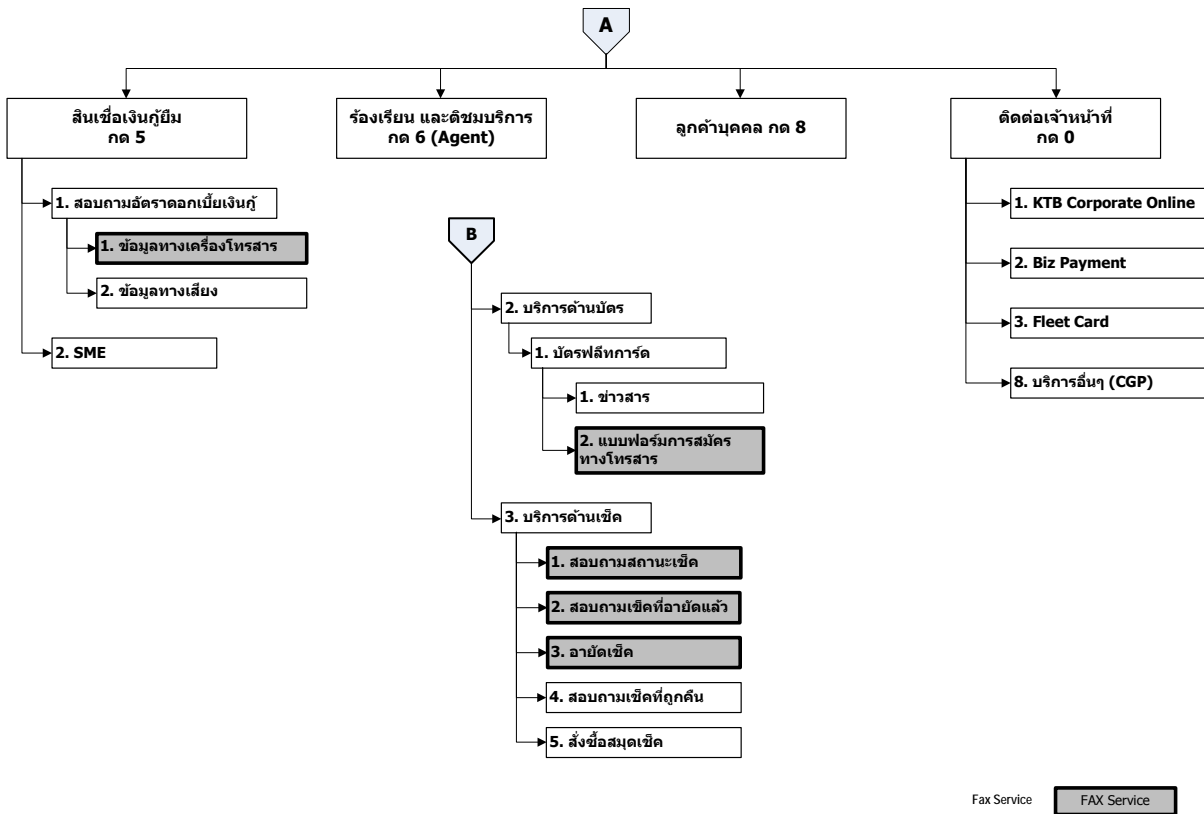 A
สินเชื่อเงินกู้ยืม
กด 5
ร้องเรียน และติชมบริการ
กด 6 (Agent)
ลูกค้าบุคคล กด 8
ติดต่อเจ้าหน้าที่
กด 0
1. สอบถามอัตราดอกเบี้ยเงินกู้
1. ข้อมูลทางเครื่องโทรสาร
2. ข้อมูลทางเสียง
2. SME
B
2. บริการด้านบัตร
1. บัตรฟลีทการ์ด
1. ข่าวสาร
2. แบบฟอร์มการสมัคร
ทางโทรสาร
3. บริการด้านเช็ค
1. สอบถามสถานะเช็ค
2. สอบถามเช็คที่อายัดแล้ว
3. อายัดเช็ค
4. สอบถามเช็คที่ถูกคืน
5. สั่งซื้อสมุดเช็ค
1. KTB Corporate Online
2. Biz Payment
3. Fleet Card
8. บริการอื่นๆ (CGP)
Fax Service
FAX Service